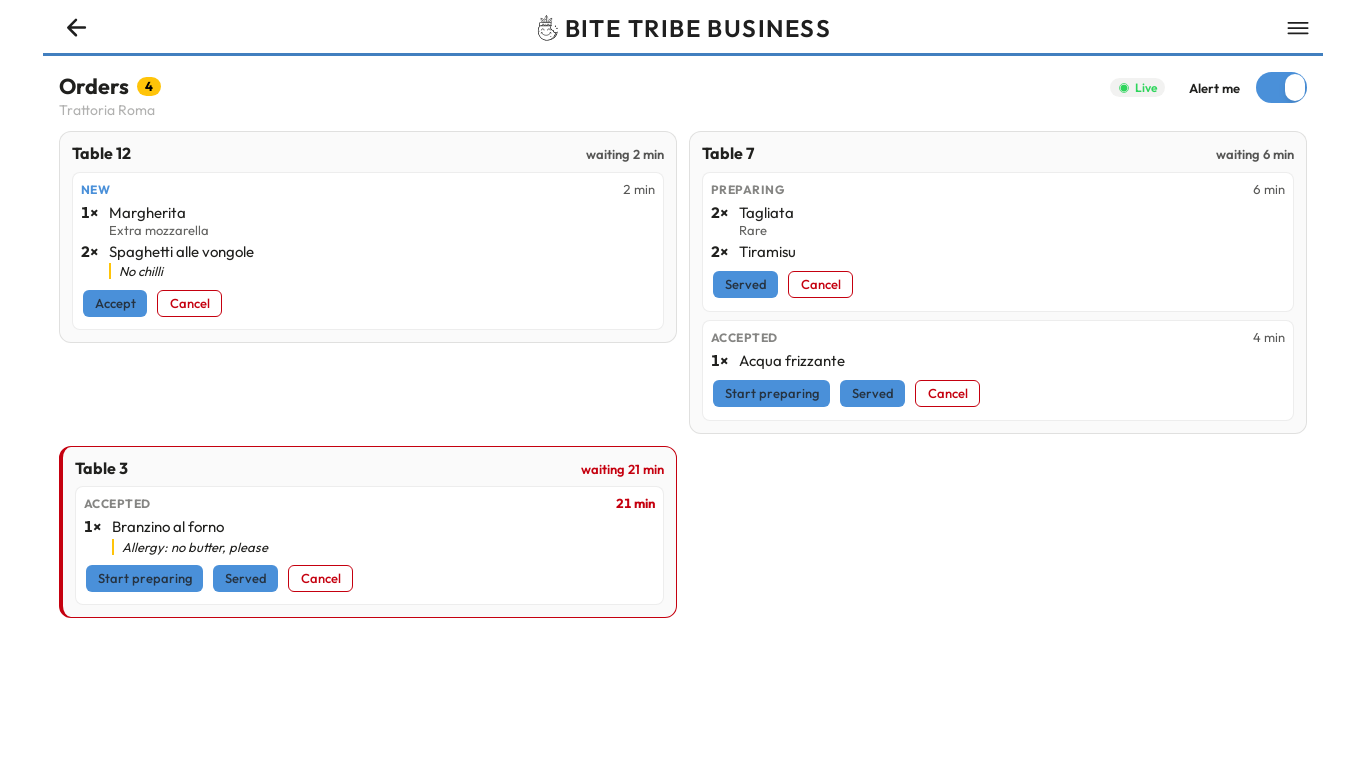 BITE TRIBE BUSINESS
Orders 4
Trattoria Roma
Live
Alert me
Table 12
waiting 2 min
NEW
2 min
1× Margherita
Extra mozzarella
2× Spaghetti alle vongole
No chilli
Accept Cancel
Table 7
waiting 6 min
PREPARING
6 min
2× Tagliata
Rare
2× Tiramisu
Served Cancel
ACCEPTED
4 min
1× Acqua frizzante
Start preparing Served Cancel
Table 3
waiting 21 min
ACCEPTED
21 min
1× Branzino al forno
Allergy: no butter, please
Start preparing Served Cancel